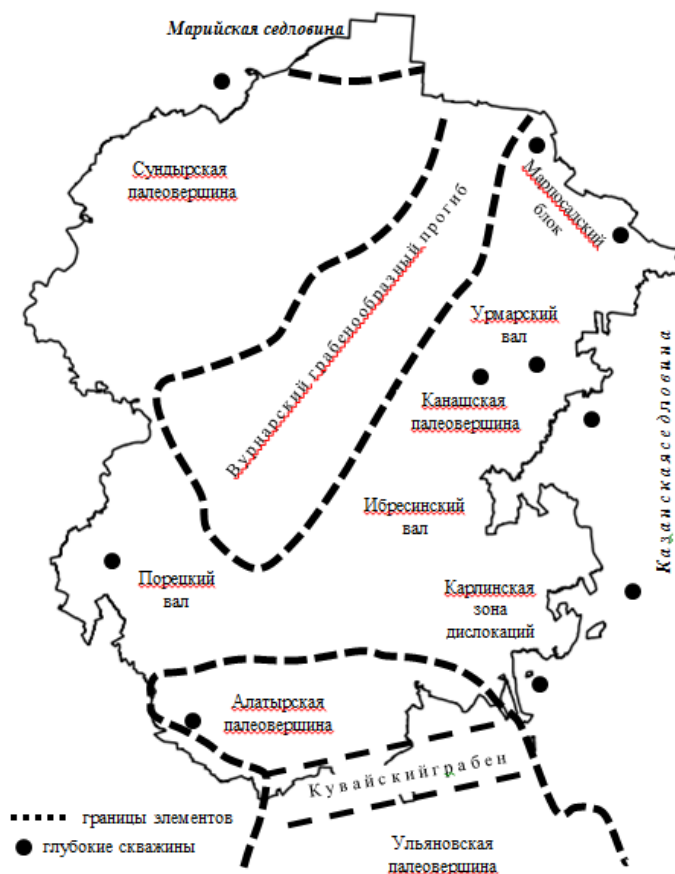 Марийская седловина
Сундырская
палеовершина
Марпосадский
блок
Вурнарский грабенообразный прогиб
Урмарский
вал
Канашская
палеовершина
Казанская седловина
Ибресинский
вал
Порецкий
вал
Карлинская
зона
дислокаций
Алатырская
палеовершина
Кувайский грабен
границы элементов
глубокие скважины
Ульяновская
палеовершина